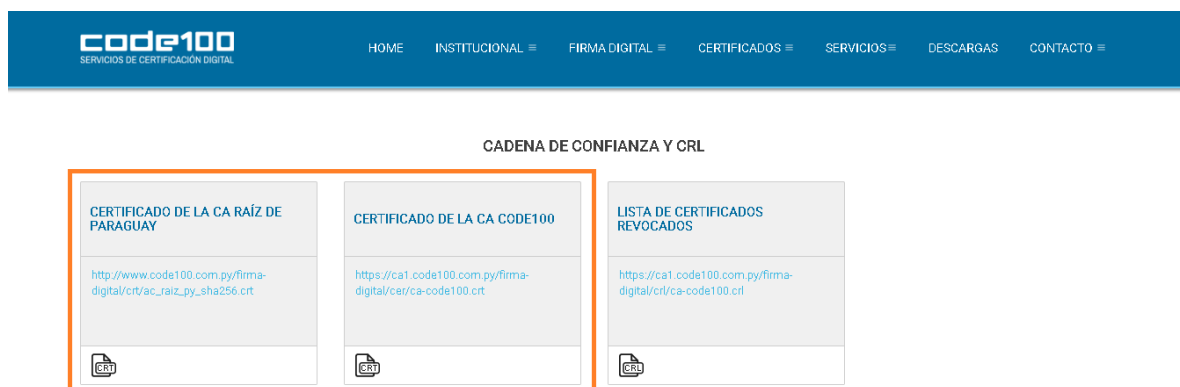 code100
SERVICIOS DE CERTIFICACIÓN DIGITAL
HOME
INSTITUCIONAL ≡
FIRMA DIGITAL ≡
CERTIFICADOS ≡
SERVICIOS≡
DESCARGAS
CONTACTO ≡
CADENA DE CONFIANZA Y CRL
CERTIFICADO DE LA CA RAÍZ DE
PARAGUAY
http://www.code100.com.py/firma-
digital/crt/ac_raiz_py_sha256.crt
CRT
CERTIFICADO DE LA CA CODE100
https://ca1.code100.com.py/firma-
digital/cer/ca-code100.crt
CRT
LISTA DE CERTIFICADOS
REVOCADOS
https://ca1.code100.com.py/firma-
digital/crl/ca-code100.crl
CRL